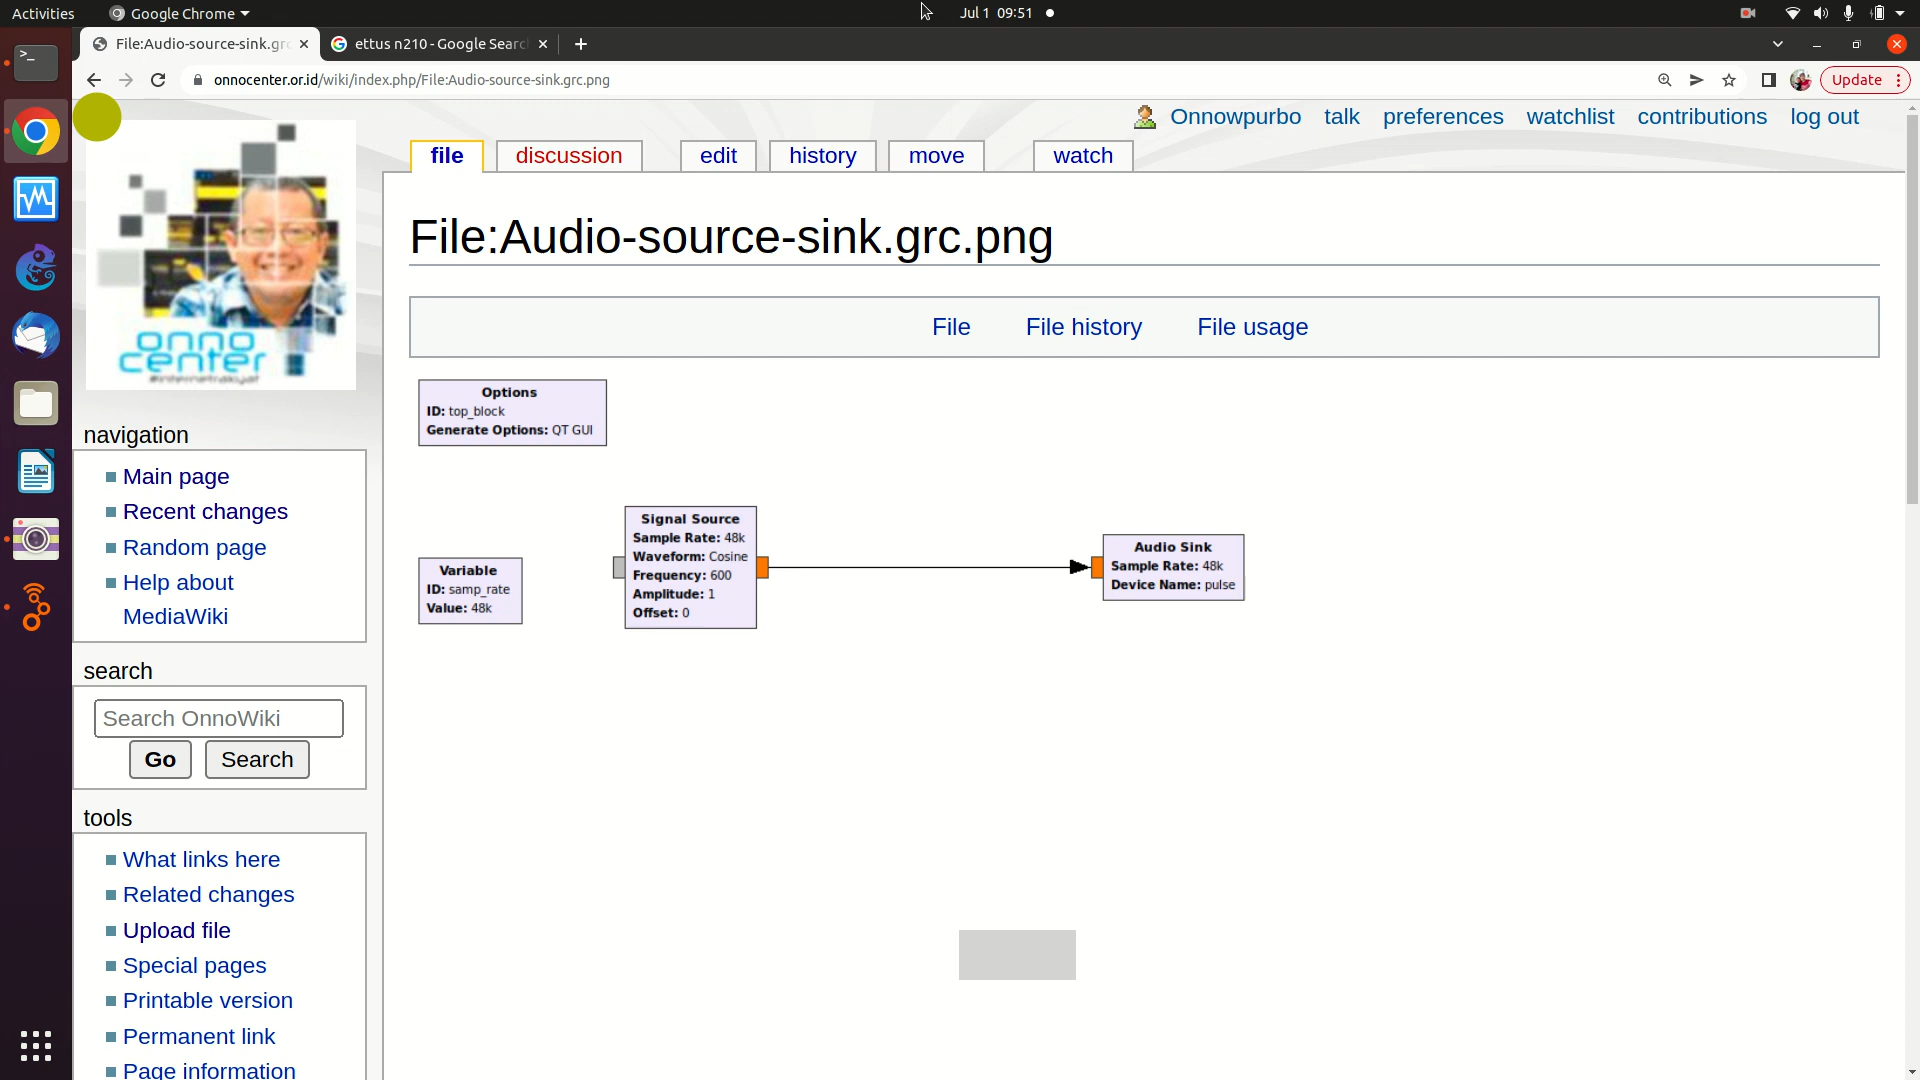 Activities
Google Chrome
Jul 1 09:51
File:Audio-source-sink.gr
ettus n210 - Google Searc
onnocenter.or.id/wiki/index.php/File:Audio-source-sink.grc.png
Update
Onnowpurbo
talk
preferences
watchlist
contributions
log out
file
discussion
edit
history
move
watch
onno
center
#internetrakyat
File:Audio-source-sink.grc.png
File
File history
File usage
Options
ID: top_block
Generate Options: QT GUI
Variable
ID: samp_rate
Value: 48k
Signal Source
Sample Rate: 48k
Waveform: Cosine
Frequency: 600
Amplitude: 1
Offset: 0
Audio Sink
Sample Rate: 48k
Device Name: pulse
navigation
Main page
Recent changes
Random page
Help about
MediaWiki
search
Search OnnoWiki
Go
Search
tools
What links here
Related changes
Upload file
Special pages
Printable version
Permanent link
Page information